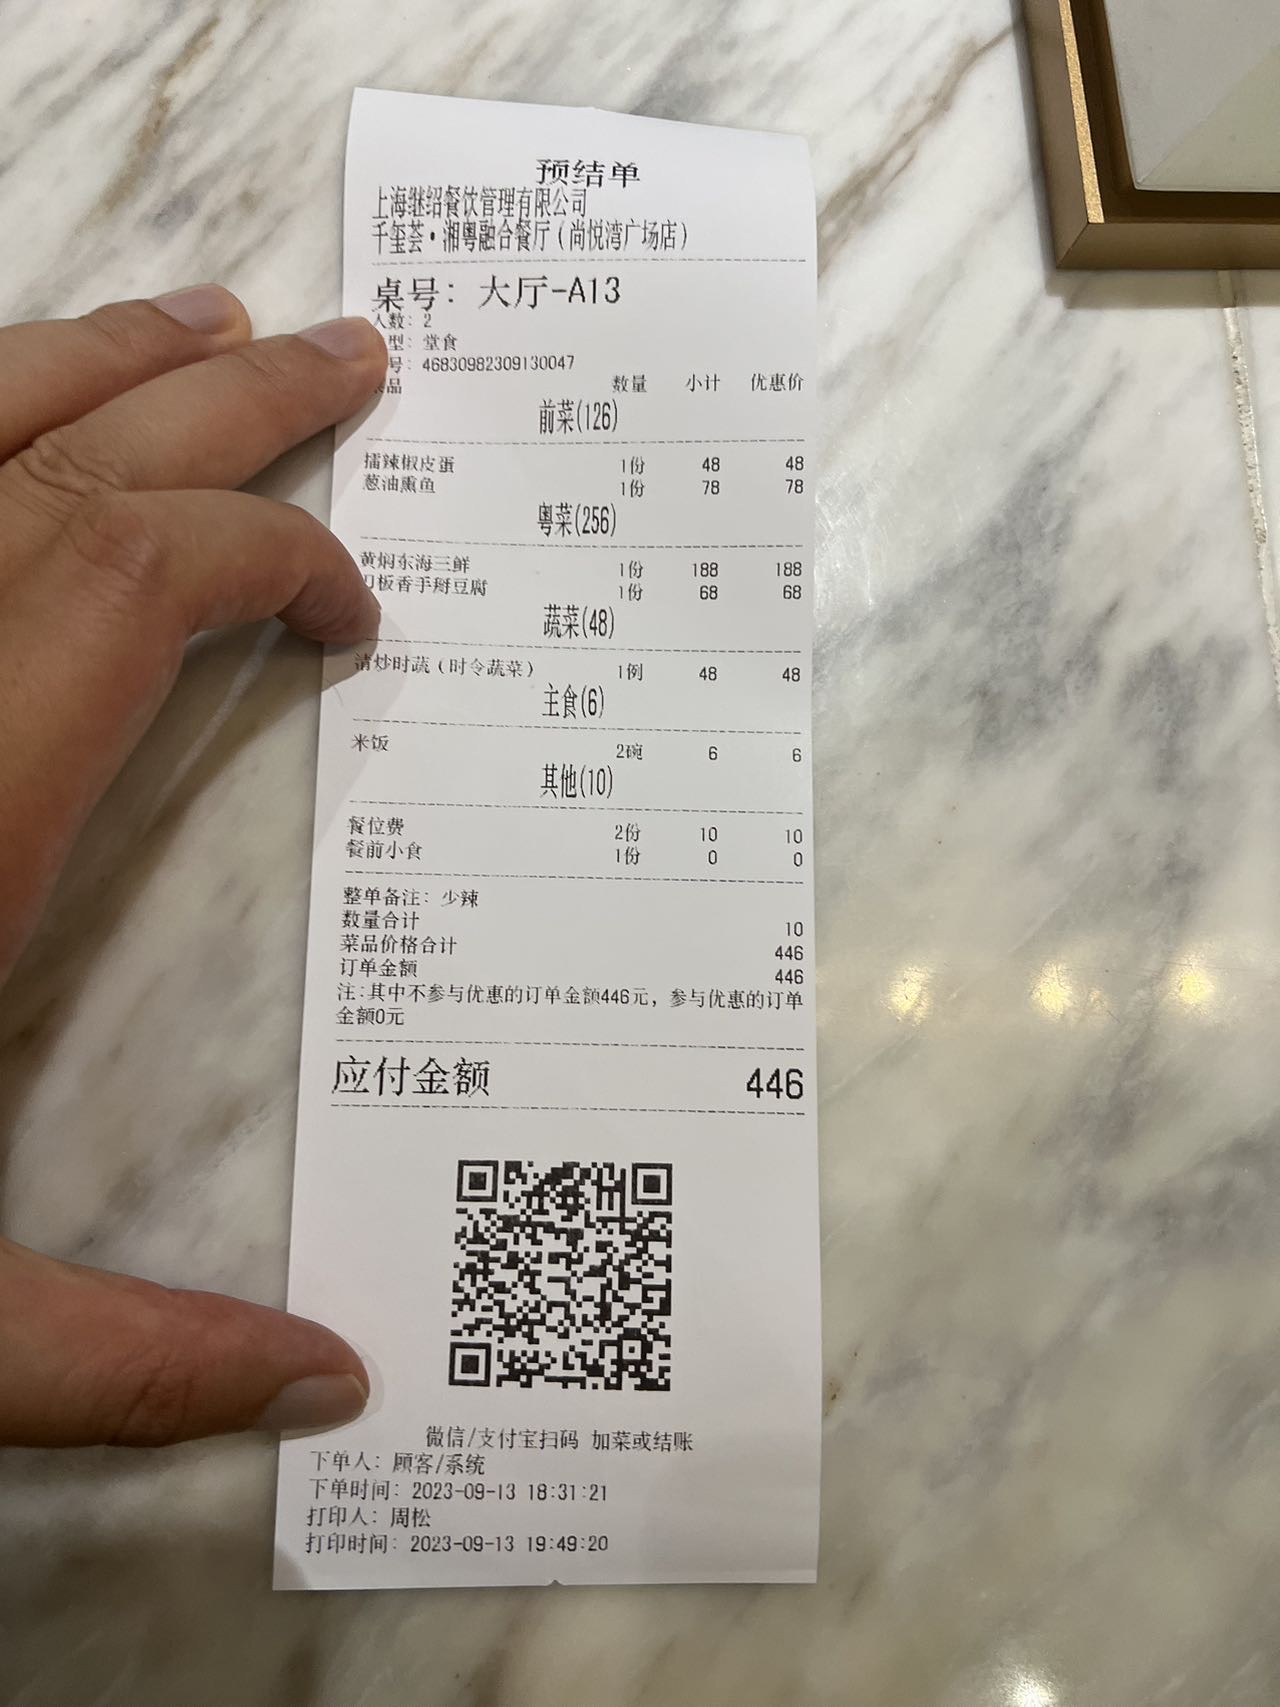 预结单
上海继绍餐饮管理有限公司
千玺荟·湘粤融合餐厅(尚悦湾广场店)
桌号: 大厅-A13
人数: 2
型: 堂食
号: 46830982309130047
品 数量 小计 优惠价
前菜(126)
擂辣椒皮蛋 1份 48 48
葱油熏鱼 1份 78 78
粤菜(256)
黄焖东海三鲜 1份 188 188
刀板香手掰豆腐 1份 68 68
蔬菜(48)
清炒时蔬(时令蔬菜) 1例 48 48
主食(6)
米饭 2碗 6 6
其他(10)
餐位费 2份 10 10
餐前小食 1份 0 0
整单备注: 少辣
数量合计 10
菜品价格合计 446
订单金额 446
注:其中不参与优惠的订单金额446元, 参与优惠的订单
金额0元
应付金额 446
微信/支付宝扫码 加菜或结账
下单人: 顾客/系统
下单时间: 2023-09-13 18:31:21
打印人: 周松
打印时间: 2023-09-13 19:49:20